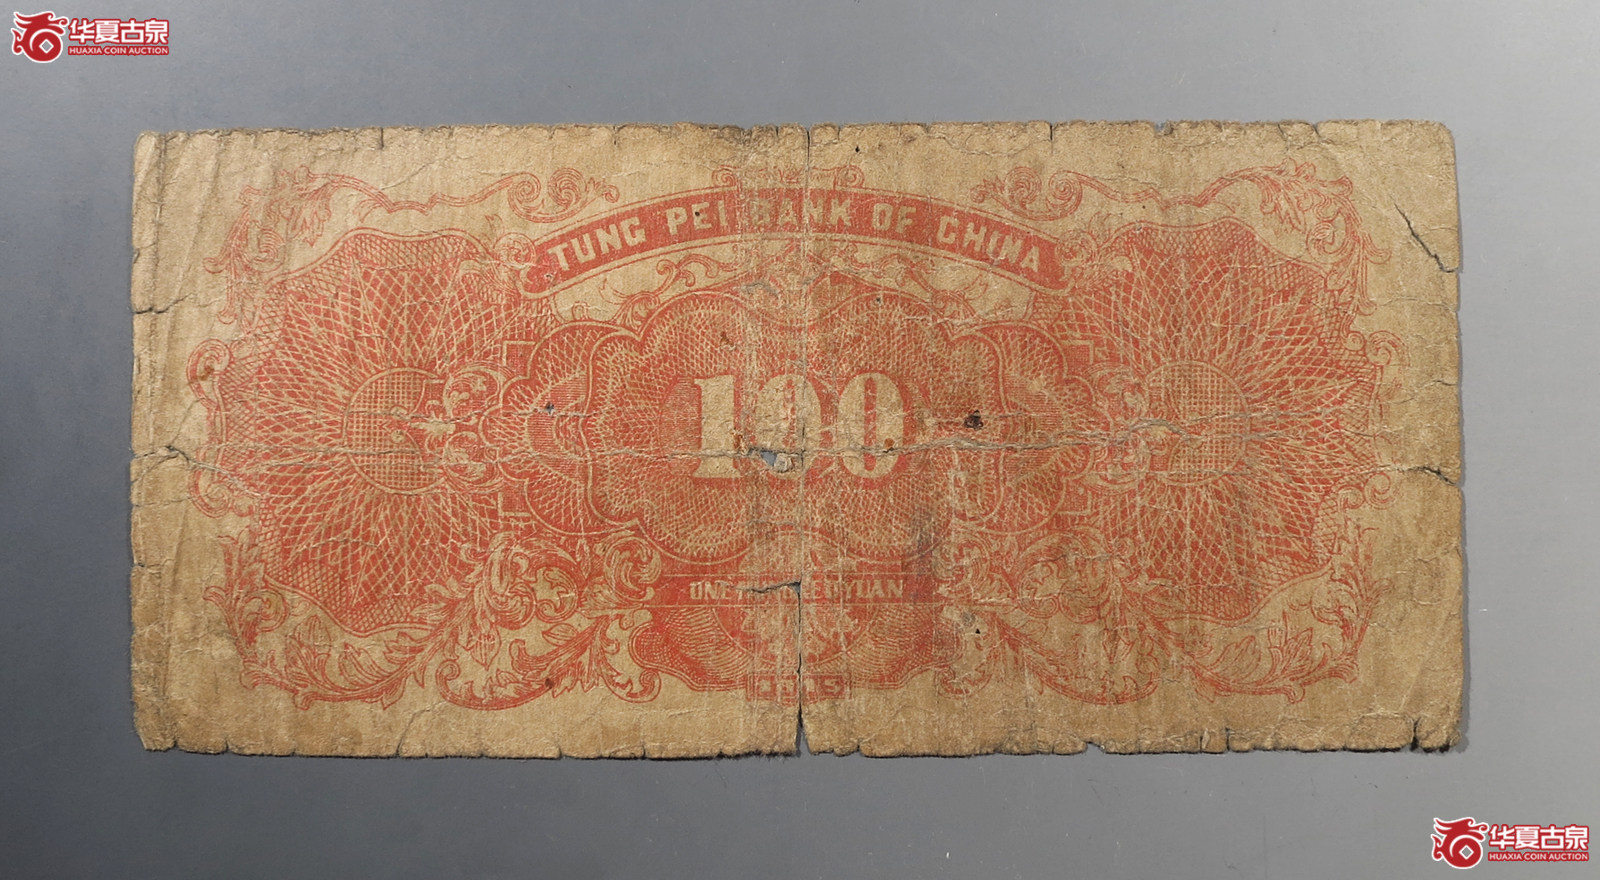 华夏古泉
HUAXIA COIN AUCTION
TUNG PEI BANK OF CHINA
100
YUAN
华夏古泉
HUAXIA COIN AUCTION